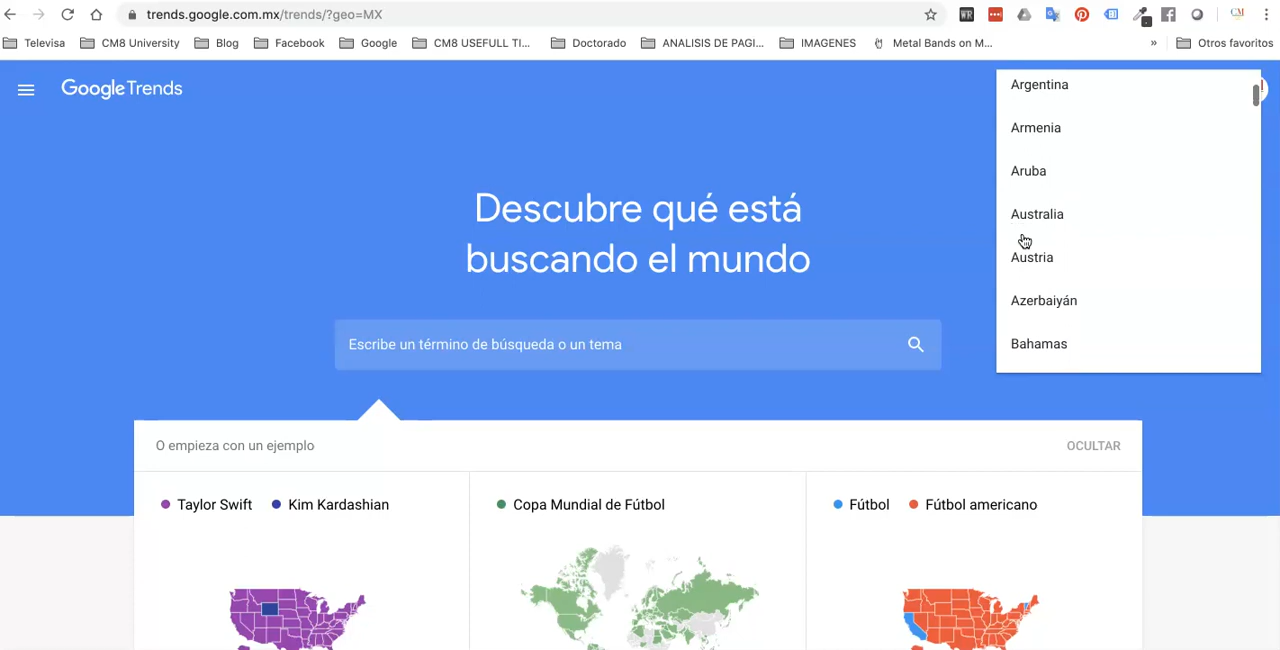 trends.google.com.mx/trends/?geo=MX
Televisa
CM8 University
Blog
Facebook
Google
CM8 USEFULL TI...
Doctorado
ANALISIS DE PAGI...
IMAGENES
Metal Bands on M...
»
Otros favoritos
Google Trends
Argentina
Armenia
Aruba
Australia
Austria
Azerbaiyán
Bahamas
Descubre qué está
buscando el mundo
Escribe un término de búsqueda o un tema
O empieza con un ejemplo
OCULTAR
Taylor Swift
Kim Kardashian
Copa Mundial de Fútbol
Fútbol
Fútbol americano